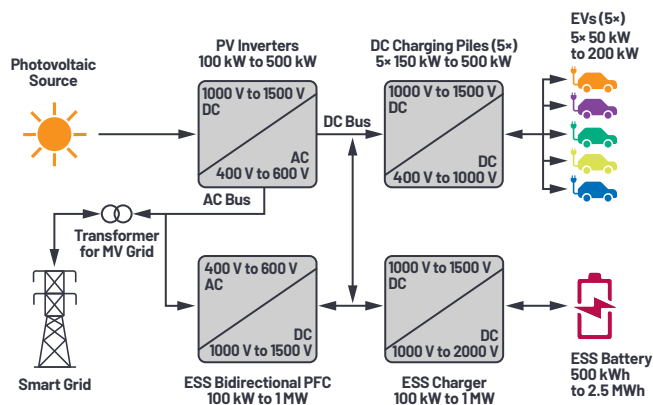 Photovoltaic
Source
PV Inverters
100 kW to 500 kW
1000 V to 1500 V
DC
AC
400 V to 600 V
DC Bus
DC Charging Piles (5×)
5× 150 kW to 500 kW
1000 V to 1500 V
DC
DC
400 V to 1000 V
EVs (5×)
5× 50 kW
to 200 kW
AC Bus
Transformer
for MV Grid
Smart Grid
400 V to 600 V
AC
DC
1000 V to 1500 V
ESS Bidirectional PFC
100 kW to 1 MW
1000 V to 1500 V
DC
DC
1000 V to 2000 V
ESS Charger
100 kW to 1 MW
ESS Battery
500 kWh
to 2.5 MWh